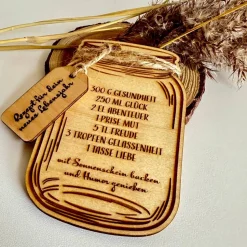 Rezept für dein
neues Lebensjahr
300 G GESUNDHEIT
250 ML GLÜCK
2 EL ABENTEUER
1 PRISE MUT
5 TL FREUDE
3 TROPFEN GELASSENHEIT
1 TASSE LIEBE
mit Sonnenschein backen
und Humor genießen